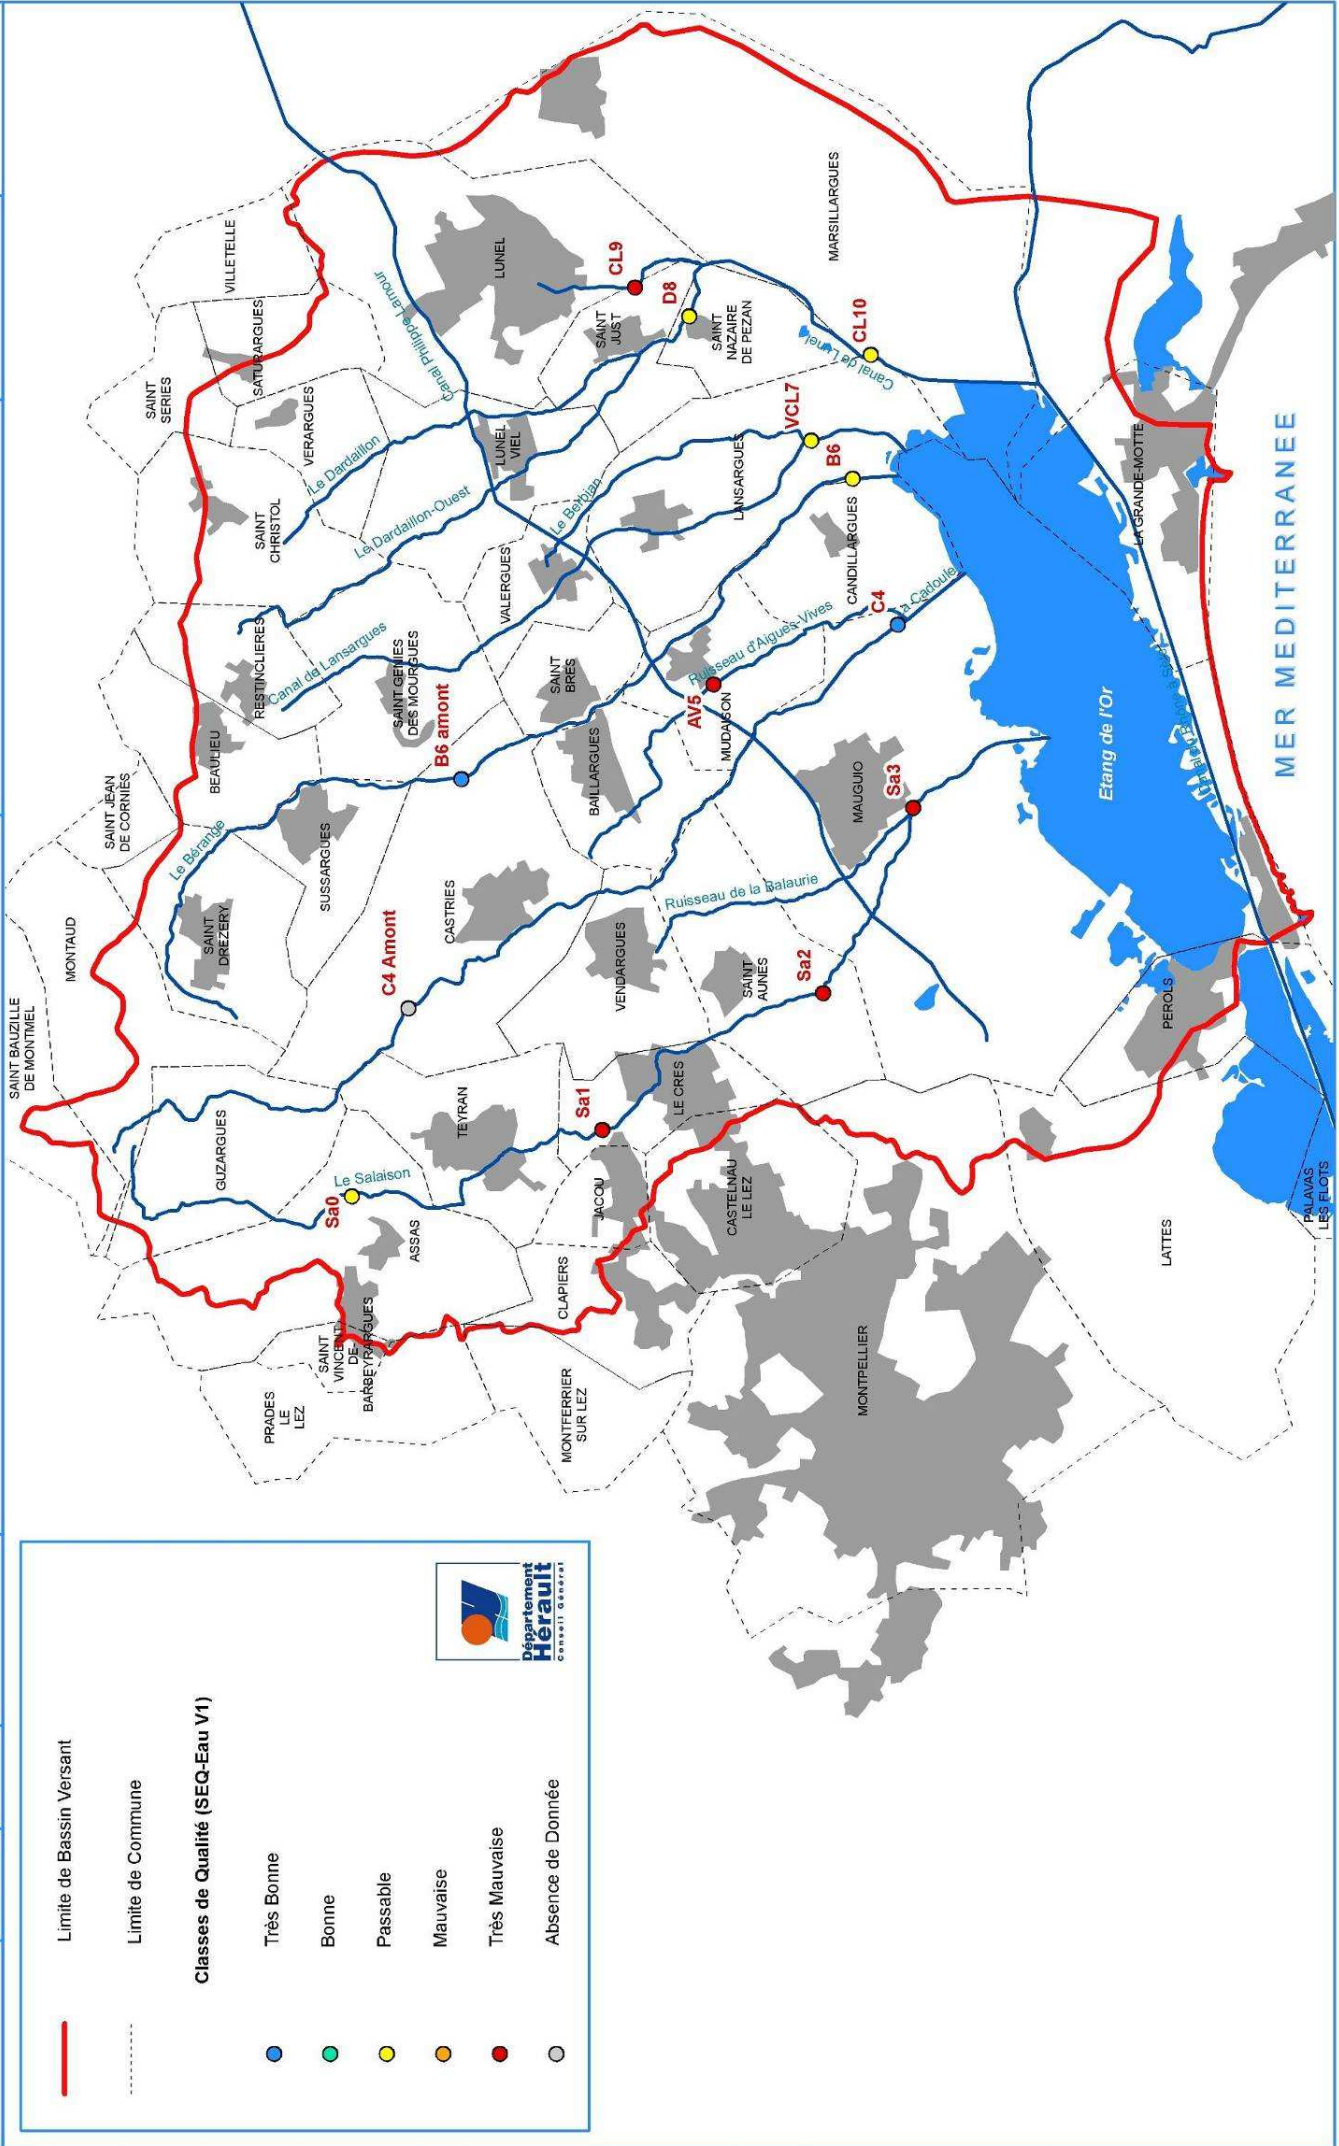 Limite de Bassin Versant
Limite de Commune
Classes de Qualité (SEQ-Eau V1)
Très Bonne
Bonne
Passable
Mauvaise
Très Mauvaise
Absence de Donnée
Département
Hérault
Conseil Général
SAINT BAUZILLE
DE MONTMEL
MONTAUD
SAINT JEAN
DE CORNIES
SAINT
SERIES
VILLETELLE
SATURARGUES
VERARGUES
SAINT
CHRISTOL
BEAULIEU
RESTINCLIERES
Le Bérange
SAINT
DREZERY
SUSSARGUES
GUZARGUES
PRADES
LE
LEZ
SAINT
VINCENT
DE
BARBEYRARGUES
Sa0
Le Salaison
ASSAS
C4 Amont
CASTRIES
B6 amont
SAINT GENIES
DES MOURGUES
Canal de Lansargues
Le Dardaillon
Le Dardaillon-Ouest
Canal Philippe Lamour
LUNEL
LUNEL
VIEL
VALERGUES
Le Berbian
TEYRAN
CLAPIERS
MONTFERRIER
SUR LEZ
JACOU
Sa1
LE CRES
VENDARGUES
BAILLARGUES
SAINT
BRES
SAINT
JUST
CL9
D8
SAINT
NAZAIRE
DE PEZAN
MARSILLARGUES
CL10
Canal de Lunel
VCL7
LANSARGUES
B6
CANDILLARGUES
C4
La Cadoule
Ruisseau d'Aigues-Vives
AV5
MUDAISON
Ruisseau de la Balaurie
SAINT
AUNES
Sa2
MAUGUIO
Sa3
CASTELNAU
LE LEZ
MONTPELLIER
LATTES
PEROLS
PALAVAS
LES FLOTS
Etang de l'Or
LA GRANDE-MOTTE
MER MEDITERRANEE